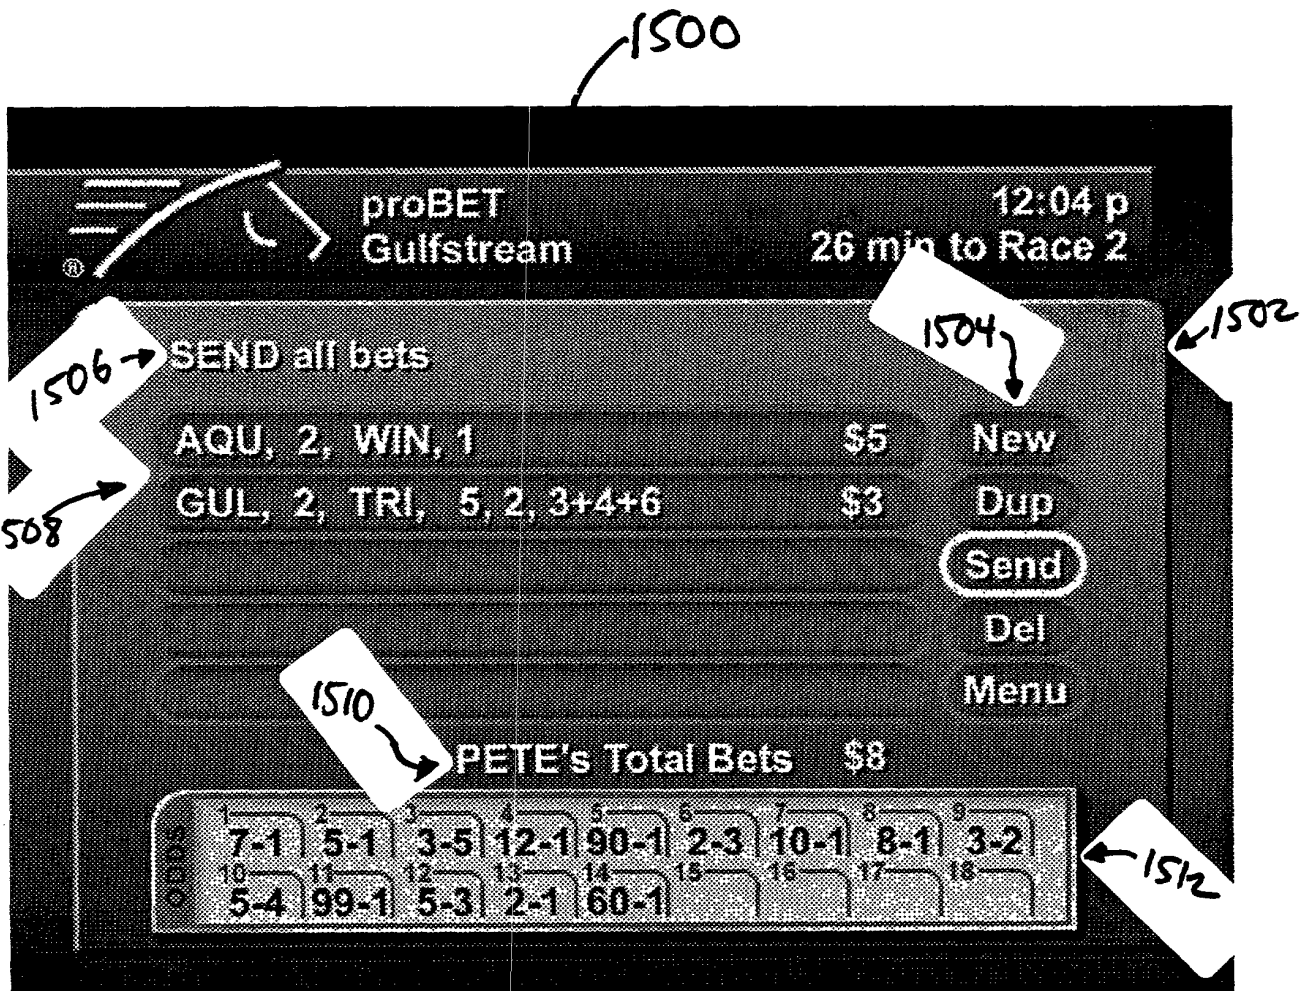 1500
proBET
12:04 p
Gulfstream
26 min to Race 2
®
1504
1502
1506
SEND all bets
AQU, 2, WIN, 1 $5 New
GUL, 2, TRI, 5, 2, 3+4+6 $3 Dup
508
Send
Del
Menu
1510
PETE's Total Bets $8
ODDS
1 2 3 4 5 6 7 8 9
7-1 5-1 3-5 12-1 90-1 2-3 10-1 8-1 3-2
10 11 12 13 14 15 16 17 18
5-4 99-1 5-3 2-1 60-1
1512